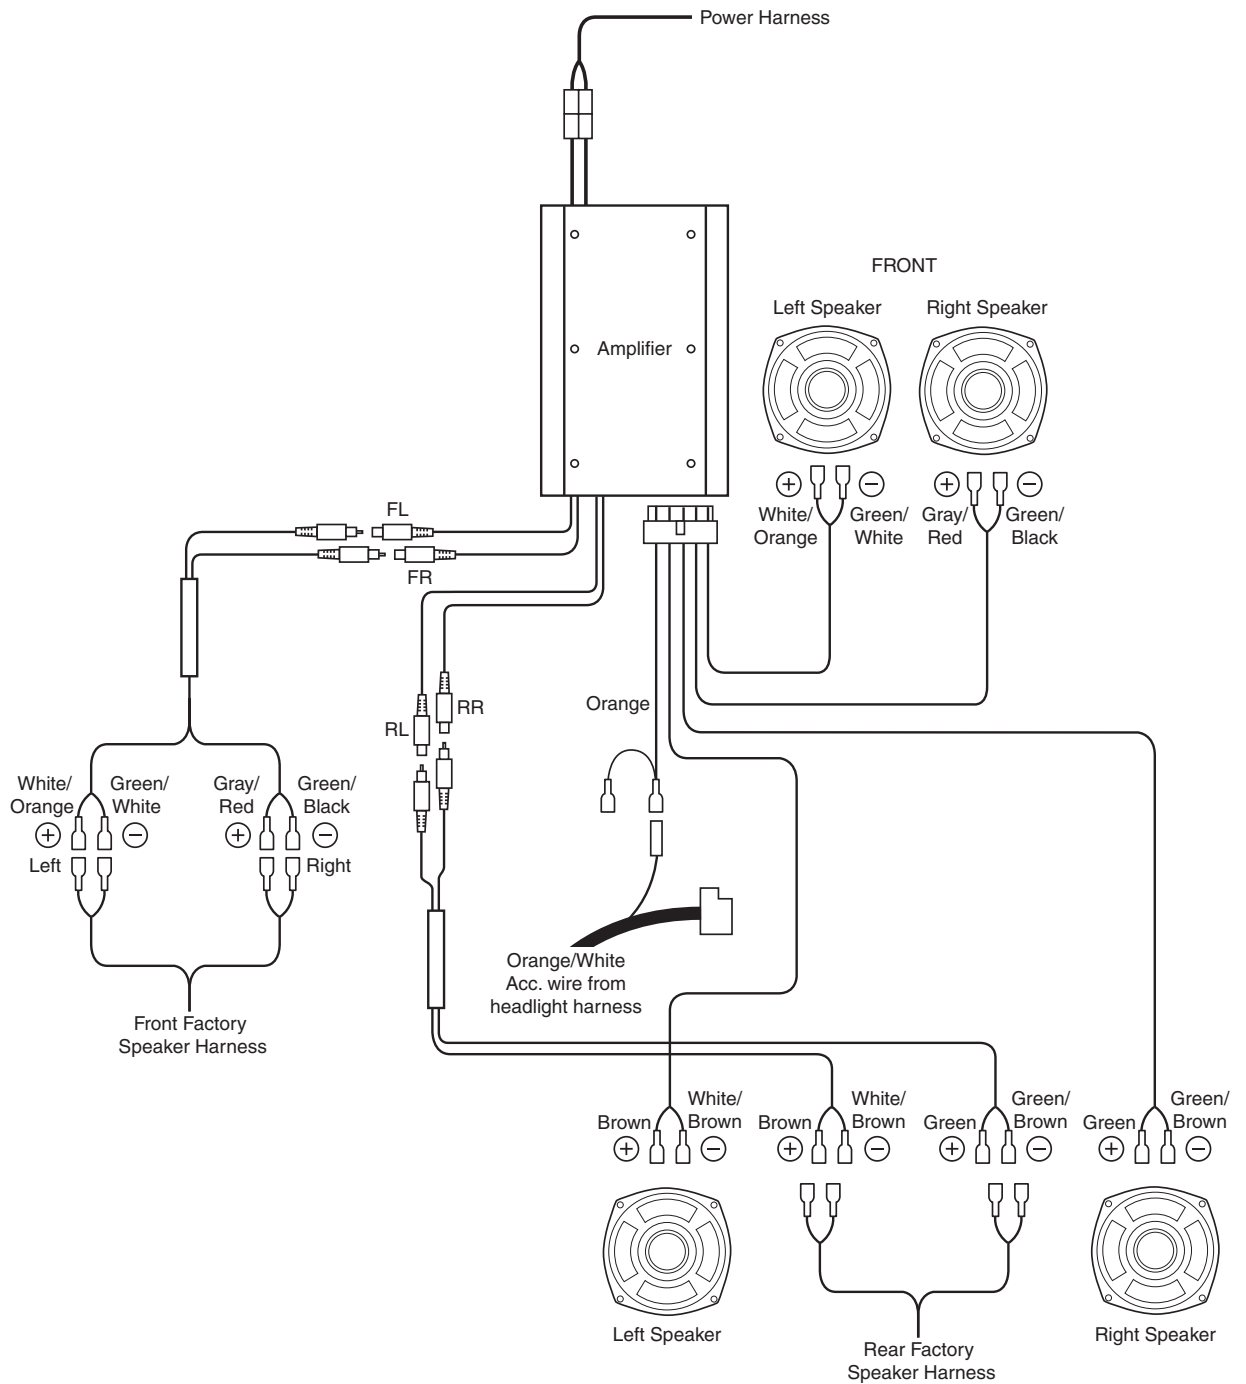 Power Harness
Amplifier
FRONT
Left Speaker
Right Speaker
+
White/
Orange
−
Green/
White
+
Gray/
Red
−
Green/
Black
FL
FR
RL
RR
Orange
White/
Orange
+
Green/
White
−
Left
Gray/
Red
+
Green/
Black
−
Right
Front Factory
Speaker Harness
Orange/White
Acc. wire from
headlight harness
Brown
+
White/
Brown
−
Brown
+
White/
Brown
−
Green
+
Green/
Brown
−
Green
+
Green/
Brown
−
Left Speaker
Rear Factory
Speaker Harness
Right Speaker